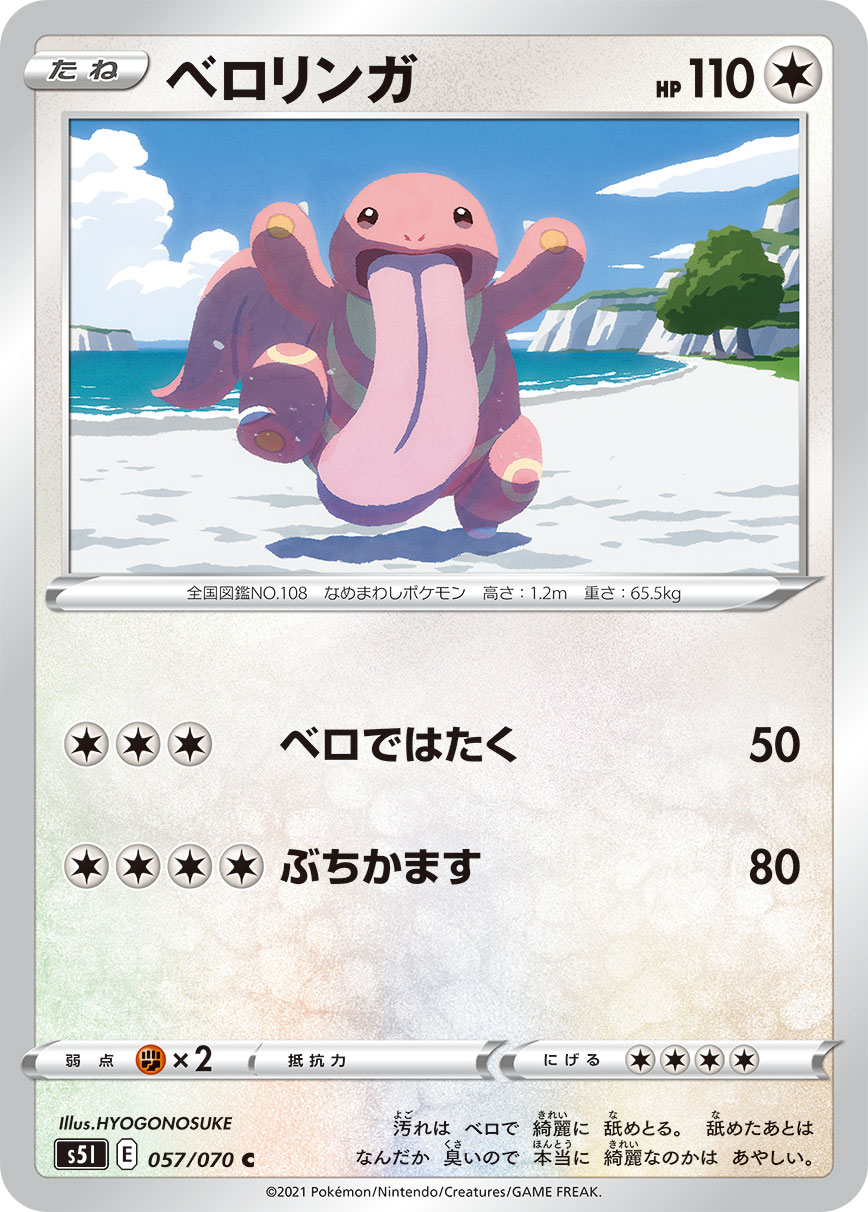 たね ベロリンガ HP 110
全国図鑑NO.108 なめまわしポケモン 高さ：1.2m 重さ：65.5kg
ベロではたく 50
ぶちかます 80
弱点 ×2 抵抗力 にげる
Illus.HYOGONOSUKE
s5I E 057/070 C
汚れは ベロで 綺麗に 舐めとる。 舐めたあとは
なんだか 臭いので 本当に 綺麗なのかは あやしい。
©2021 Pokémon/Nintendo/Creatures/GAME FREAK.